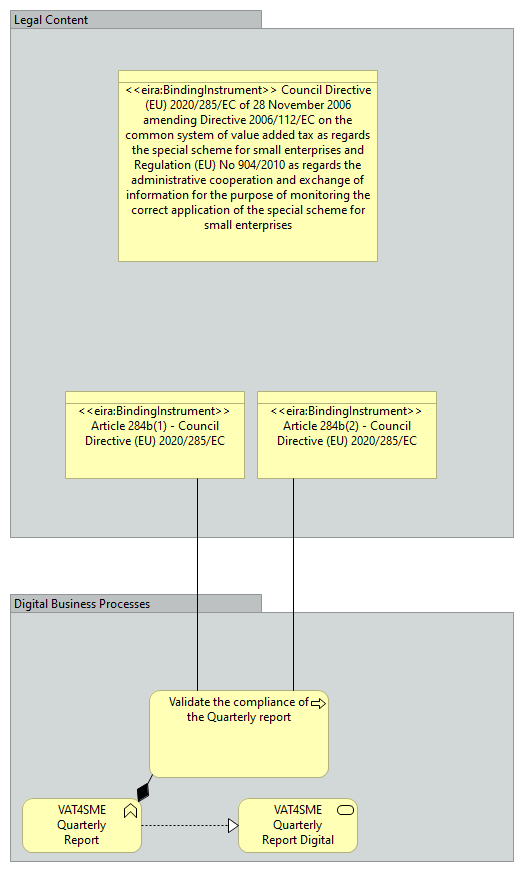 Legal Content
<<eira:BindingInstrument>> Council Directive
(EU) 2020/285/EC of 28 November 2006
amending Directive 2006/112/EC on the
common system of value added tax as regards
the special scheme for small enterprises and
Regulation (EU) No 904/2010 as regards the
administrative cooperation and exchange of
information for the purpose of monitoring the
correct application of the special scheme for
small enterprises
<<eira:BindingInstrument>>
Article 284b(1) - Council
Directive (EU) 2020/285/EC
<<eira:BindingInstrument>>
Article 284b(2) - Council
Directive (EU) 2020/285/EC
Digital Business Processes
Validate the compliance of
the Quarterly report
VAT4SME
Quarterly
Report
VAT4SME
Quarterly
Report Digital